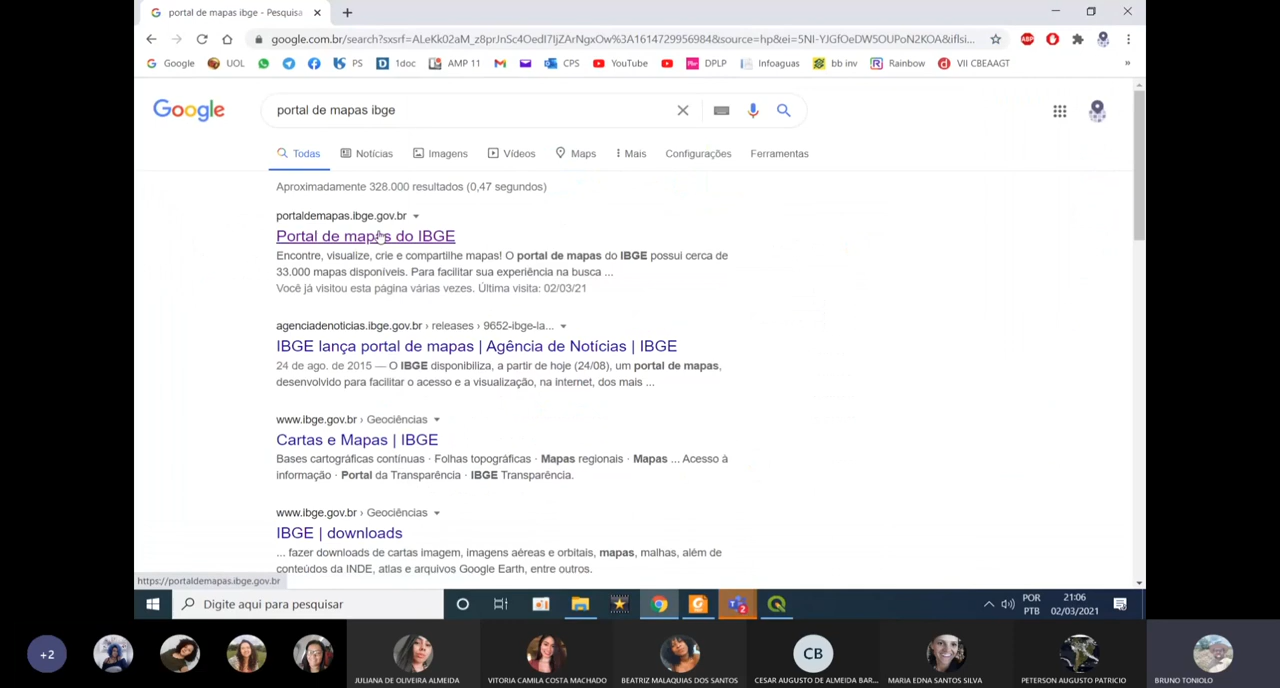 portal de mapas ibge - Pesquisa
google.com.br/search?sxsrf=ALeKk02aM_z8prJnSc4OedI7IjZArNgxOw%3A1614729956984&source=hp&ei=5NI-YJGfOeDW5OUPoN2KOA&iflsi...
Google UOL PS 1doc AMP 11 CPS YouTube DPLP Infoaguas bb inv Rainbow VII CBEAAGT »
Google
portal de mapas ibge
Todas Notícias Imagens Vídeos Maps Mais Configurações Ferramentas
Aproximadamente 328.000 resultados (0,47 segundos)
portaldemapas.ibge.gov.br
Portal de mapas do IBGE
Encontre, visualize, crie e compartilhe mapas! O portal de mapas do IBGE possui cerca de
33.000 mapas disponíveis. Para facilitar sua experiência na busca ...
Você já visitou esta página várias vezes. Última visita: 02/03/21
agenciadenoticias.ibge.gov.br › releases › 9652-ibge-la...
IBGE lança portal de mapas | Agência de Notícias | IBGE
24 de ago. de 2015 — O IBGE disponibiliza, a partir de hoje (24/08), um portal de mapas,
desenvolvido para facilitar o acesso e a visualização, na internet, dos mais ...
www.ibge.gov.br › Geociências
Cartas e Mapas | IBGE
Bases cartográficas contínuas · Folhas topográficas · Mapas regionais · Mapas ... Acesso à
informação · Portal da Transparência · IBGE Transparência.
www.ibge.gov.br › Geociências
IBGE | downloads
... fazer downloads de cartas imagem, imagens aéreas e orbitais, mapas, malhas, além de
conteúdos da INDE, atlas e arquivos Google Earth, entre outros.
https://portaldemapas.ibge.gov.br
Digite aqui para pesquisar
POR
PTB
21:06
02/03/2021
+2
CB
JULIANA DE OLIVEIRA ALMEIDA
VITORIA CAMILA COSTA MACHADO
BEATRIZ MALAQUIAS DOS SANTOS
CESAR AUGUSTO DE ALMEIDA BAR...
MARIA EDNA SANTOS SILVA
PETERSON AUGUSTO PATRICIO
BRUNO TONIOLO